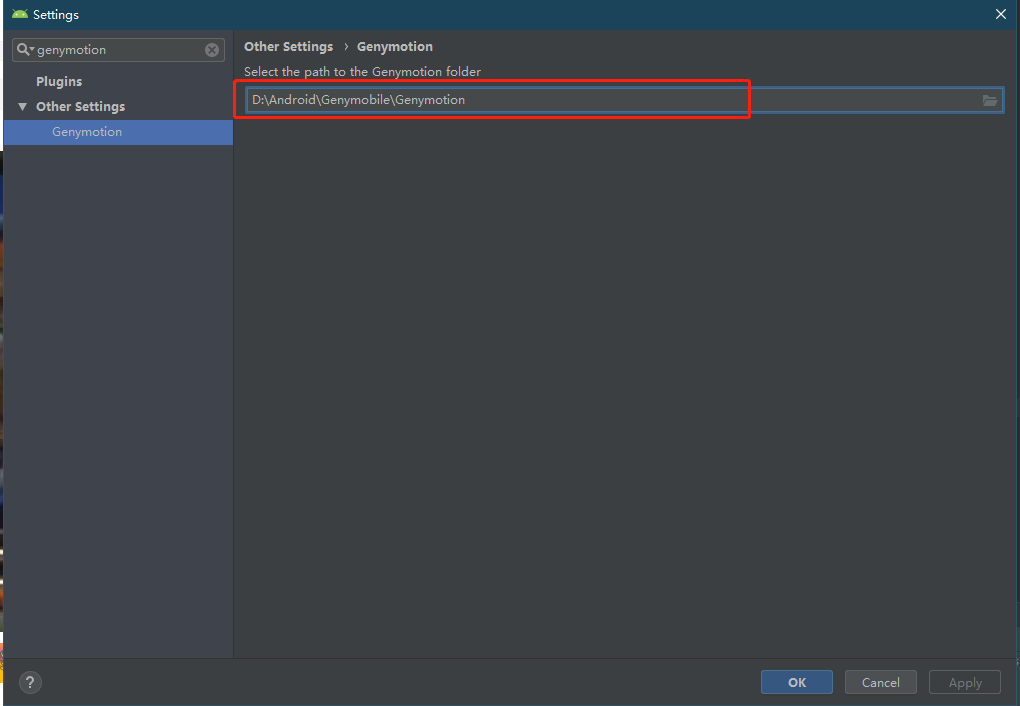 Settings
genymotion
Plugins
Other Settings
Genymotion
Other Settings › Genymotion
Select the path to the Genymotion folder
D:\Android\Genymobile\Genymotion
?
OK
Cancel
Apply